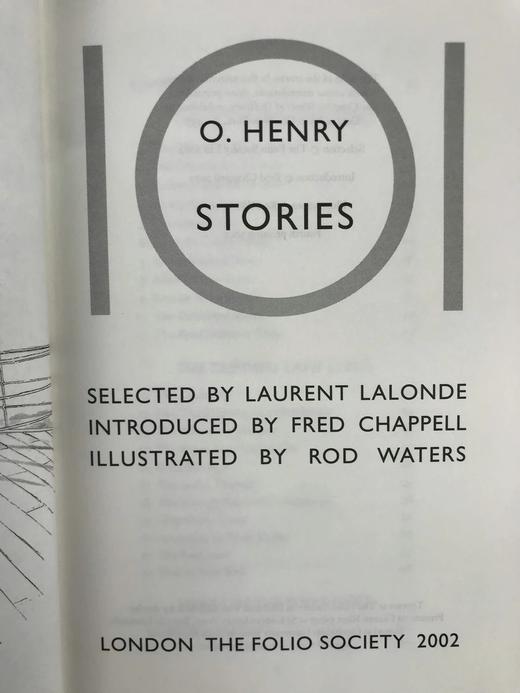 101
O. HENRY
STORIES
SELECTED BY LAURENT LALONDE
INTRODUCED BY FRED CHAPPELL
ILLUSTRATED BY ROD WATERS
LONDON THE FOLIO SOCIETY 2002